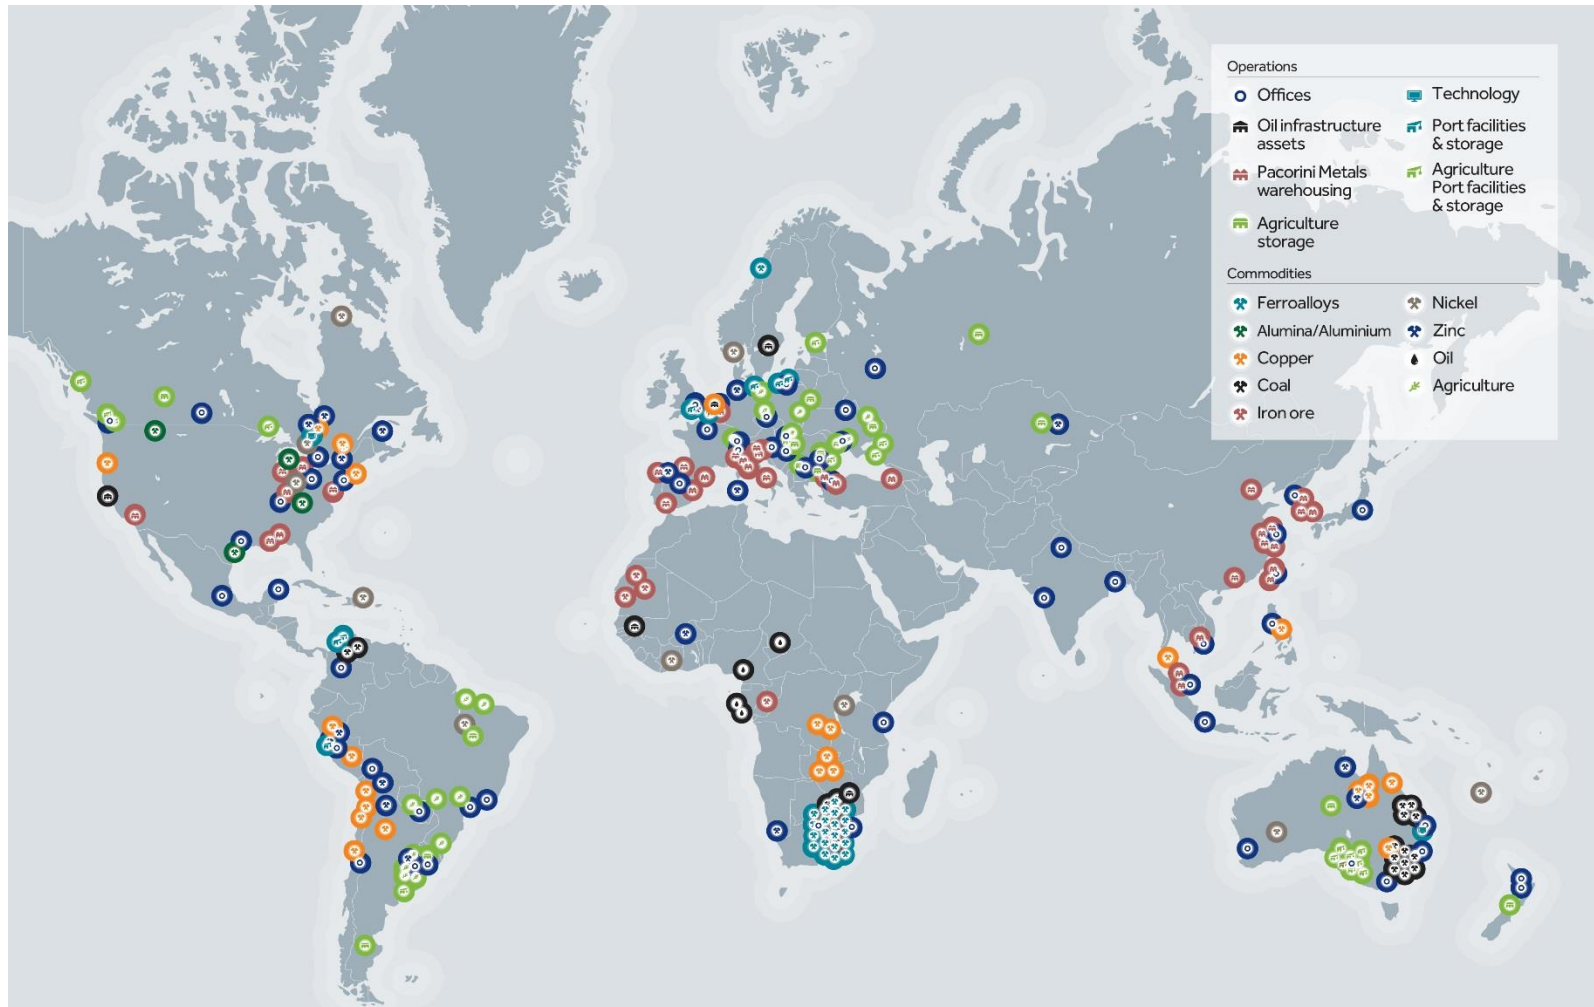 Operations
Offices
Oil infrastructure
assets
Pacorini Metals
warehousing
Agriculture
storage
Technology
Port facilities
& storage
Agriculture
Port facilities
& storage
Commodities
Ferroalloys
Alumina/Aluminium
Copper
Coal
Iron ore
Nickel
Zinc
Oil
Agriculture